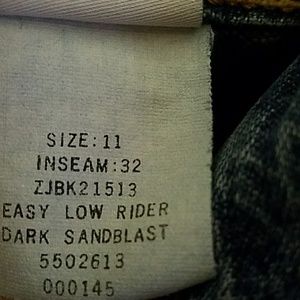 SIZE:11
INSEAM:32
ZJBK21513
EASY LOW RIDER
DARK SANDBLAST
5502613
000145